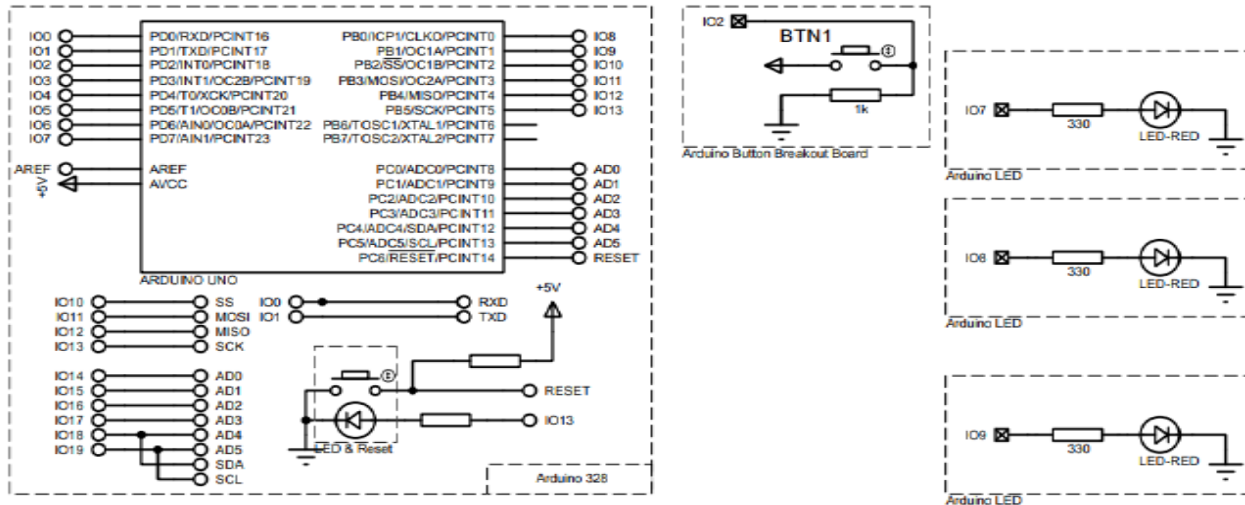 IO0 PD0/RXD/PCINT16 PB0/ICP1/CLKO/PCINT0 IO8
IO1 PD1/TXD/PCINT17 PB1/OC1A/PCINT1 IO9
IO2 PD2/INT0/PCINT18 PB2/SS/OC1B/PCINT2 IO10
IO3 PD3/INT1/OC2B/PCINT19 PB3/MOSI/OC2A/PCINT3 IO11
IO4 PD4/T0/XCK/PCINT20 PB4/MISO/PCINT4 IO12
IO5 PD5/T1/OC0B/PCINT21 PB5/SCK/PCINT5 IO13
IO6 PD6/AIN0/OC0A/PCINT22 PB6/TOSC1/XTAL1/PCINT6
IO7 PD7/AIN1/PCINT23 PB7/TOSC2/XTAL2/PCINT7
AREF AREF PC0/ADC0/PCINT8 AD0
+5V AVCC PC1/ADC1/PCINT9 AD1
PC2/ADC2/PCINT10 AD2
PC3/ADC3/PCINT11 AD3
PC4/ADC4/SDA/PCINT12 AD4
PC5/ADC5/SCL/PCINT13 AD5
PC6/RESET/PCINT14 RESET
ARDUINO UNO
IO10 SS IO0 RXD
IO11 MOSI IO1 TXD
IO12 MISO
IO13 SCK
+5V
IO14 AD0
IO15 AD1
IO16 AD2
IO17 AD3
IO18 AD4
IO19 AD5
SDA
SCL
RESET
IO13
LED & Reset
Arduino 328
IO2
BTN1
1k
Arduino Button Breakout Board
IO7
330
LED-RED
Arduino LED
IO8
330
LED-RED
Arduino LED
IO9
330
LED-RED
Arduino LED